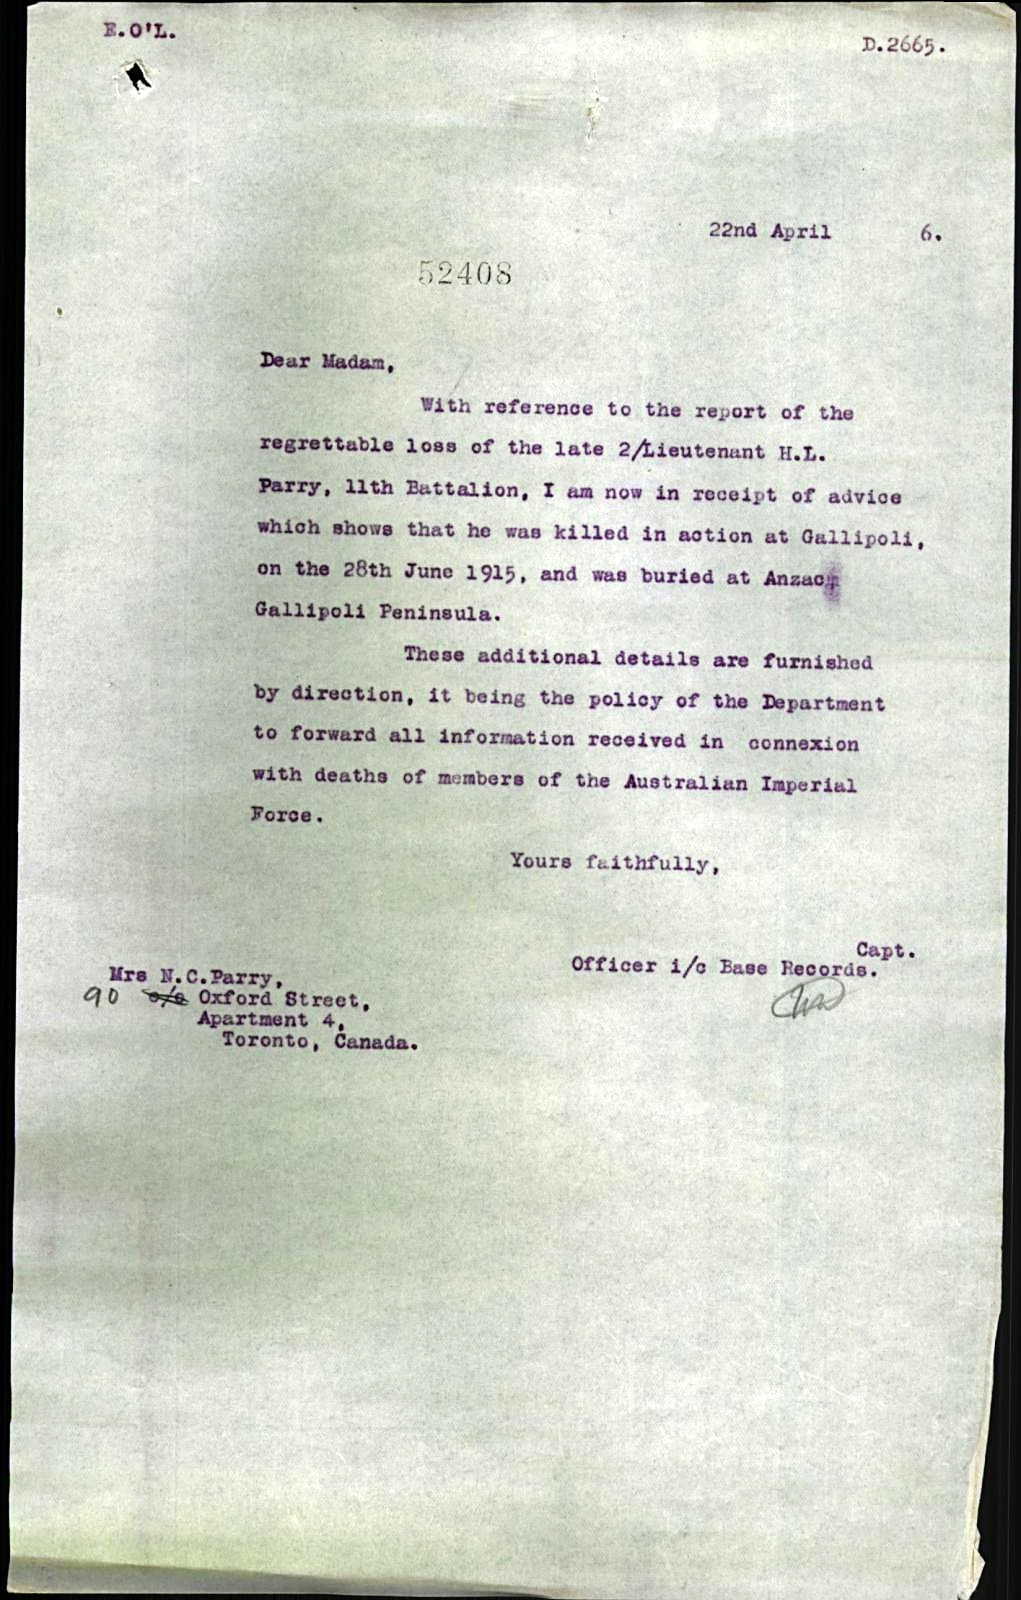 E.O'L.
D.2665.
22nd April 6.
52408
Dear Madam,
With reference to the report of the
regrettable loss of the late 2/Lieutenant H.L.
Parry, 11th Battalion, I am now in receipt of advice
which shows that he was killed in action at Gallipoli,
on the 28th June 1915, and was buried at Anzac
Gallipoli Peninsula.
These additional details are furnished
by direction, it being the policy of the Department
to forward all information received in connexion
with deaths of members of the Australian Imperial
Force.
Yours faithfully,
Capt.
Officer i/c Base Records.
Mrs N.C.Parry,
90 Oxford Street,
Apartment 4,
Toronto, Canada.